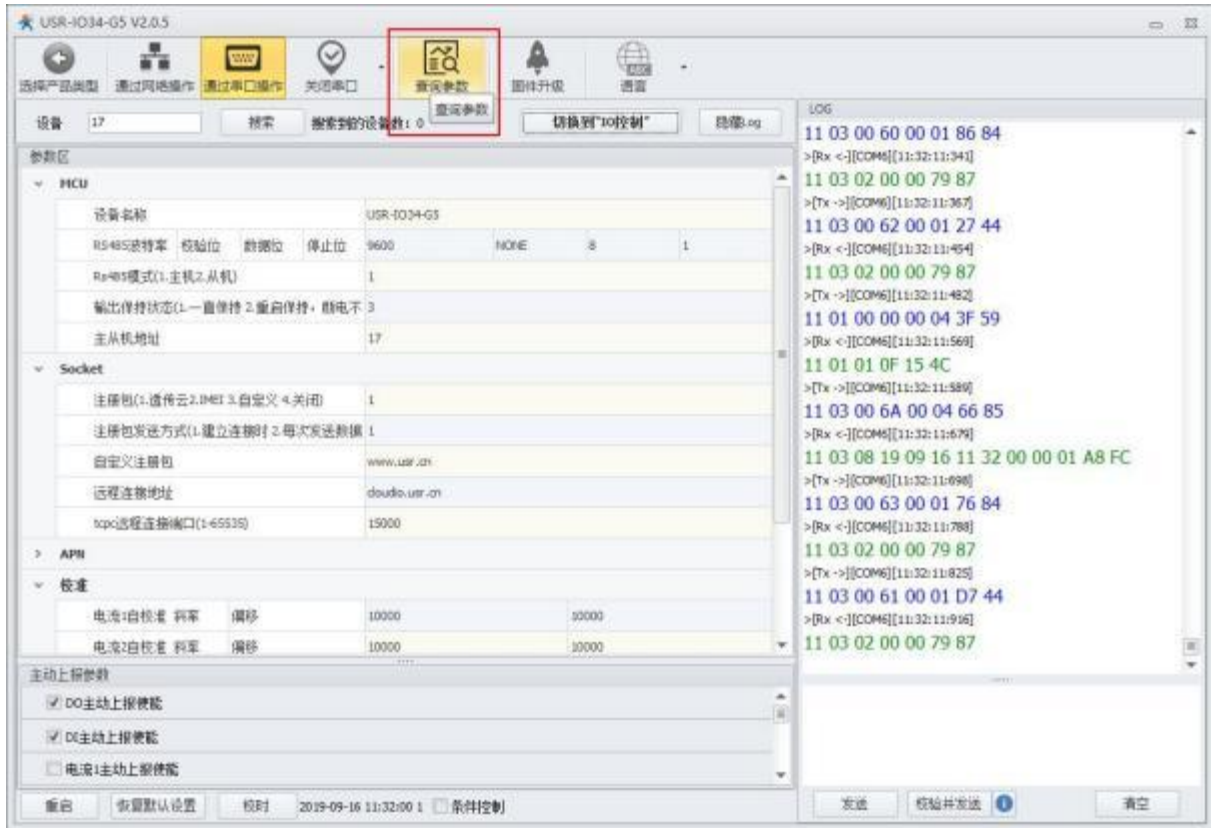 USR-IO34-G5 V2.0.5
选择产品类型 通过网络操作 通过串口操作 关闭串口 查询参数 固件升级 语言
查询参数
设备 17 搜索 搜索到的设备数: 0 切换到"IO控制" 隐藏Log
参数区
MCU
设备名称 USR-IO34-G5
RS485波特率 校验位 数据位 停止位 9600 NONE 8 1
Rs485模式(1.主机2.从机) 1
输出保持状态(1.一直保持 2.重启保持，断电不 3
主从机地址 17
Socket
注册包(1.透传云2.IMEI 3.自定义 4.关闭) 1
注册包发送方式(1.建立连接时 2.每次发送数据 1
自定义注册包 www.usr.cn
远程连接地址 cloudio.usr.cn
tcpc远程连接端口(1-65535) 15000
APN
校准
电流1自校准 斜率 偏移 10000 10000
电流2自校准 斜率 偏移 10000 10000
主动上报参数
DO主动上报使能
DI主动上报使能
电流1主动上报使能
重启 恢复默认设置 校时 2019-09-16 11:32:00 1 条件控制
LOG
11 03 00 60 00 01 86 84
>[Rx <-][COM6][11:32:11:341]
11 03 02 00 00 79 87
>[Tx ->][COM6][11:32:11:367]
11 03 00 62 00 01 27 44
>[Rx <-][COM6][11:32:11:454]
11 03 02 00 00 79 87
>[Tx ->][COM6][11:32:11:482]
11 01 00 00 00 04 3F 59
>[Rx <-][COM6][11:32:11:569]
11 01 01 0F 15 4C
>[Tx ->][COM6][11:32:11:589]
11 03 00 6A 00 04 66 85
>[Rx <-][COM6][11:32:11:679]
11 03 08 19 09 16 11 32 00 00 01 A8 FC
>[Tx ->][COM6][11:32:11:698]
11 03 00 63 00 01 76 84
>[Rx <-][COM6][11:32:11:788]
11 03 02 00 00 79 87
>[Tx ->][COM6][11:32:11:825]
11 03 00 61 00 01 D7 44
>[Rx <-][COM6][11:32:11:916]
11 03 02 00 00 79 87
发送 校验并发送 清空